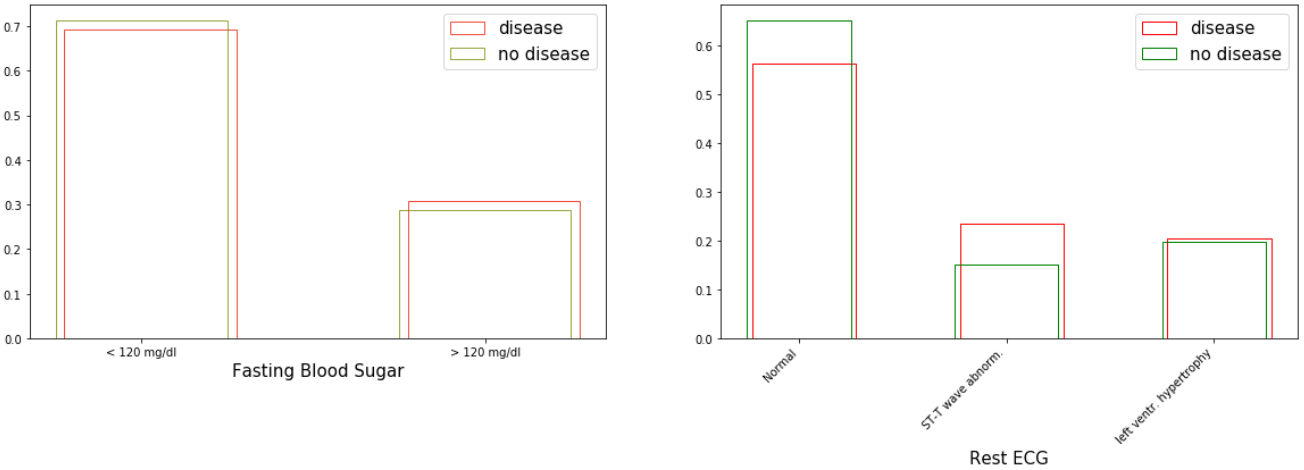 0.7
0.6
0.5
0.4
0.3
0.2
0.1
0.0
disease
no disease
< 120 mg/dl
> 120 mg/dl
Fasting Blood Sugar
0.6
0.5
0.4
0.3
0.2
0.1
0.0
disease
no disease
Normal
ST-T wave abnorm.
left ventr. hypertrophy
Rest ECG